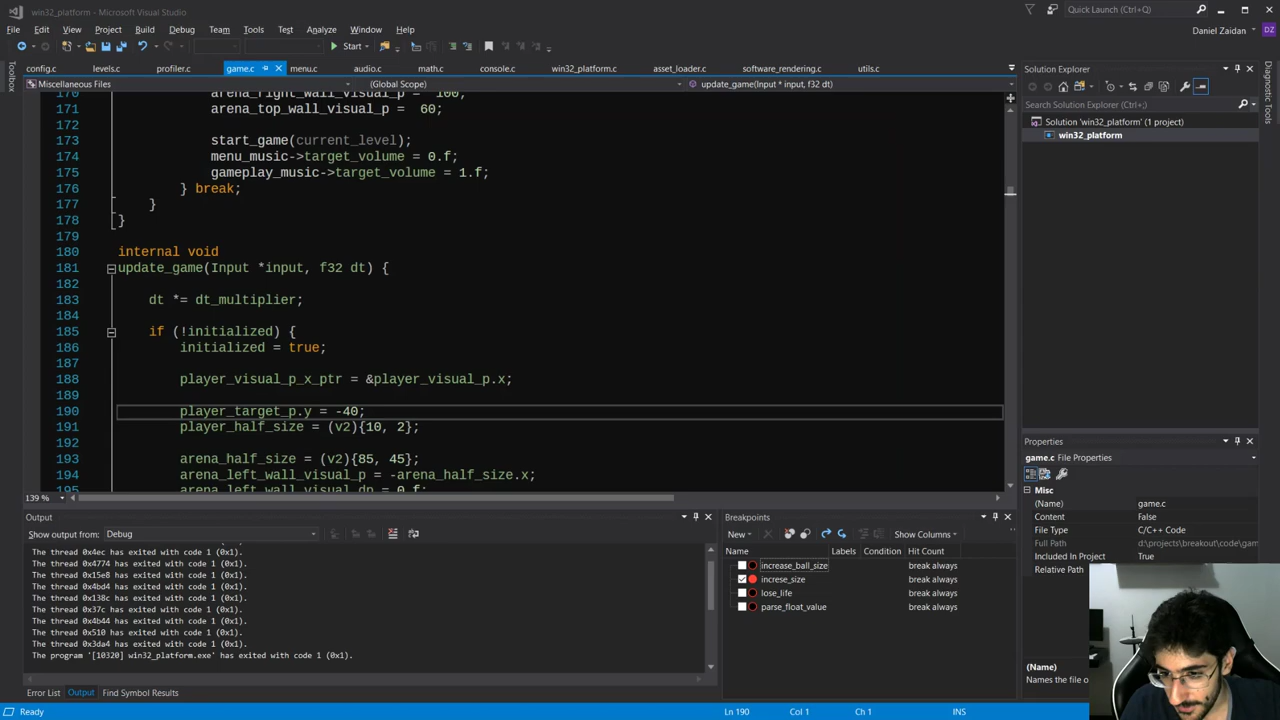 win32_platform - Microsoft Visual Studio
Quick Launch (Ctrl+Q)
File Edit View Project Build Debug Team Tools Test Analyze Window Help
Daniel Zaidan DZ
Start
config.c levels.c profiler.c game.c menu.c audio.c math.c console.c win32_platform.c asset_loader.c software_rendering.c utils.c
Miscellaneous Files (Global Scope) update_game(Input * input, f32 dt)
Toolbox
170 arena_right_wall_visual_p = 100;
171 arena_top_wall_visual_p = 60;
172
173 start_game(current_level);
174 menu_music->target_volume = 0.f;
175 gameplay_music->target_volume = 1.f;
176 } break;
177 }
178 }
179
180 internal void
181 update_game(Input *input, f32 dt) {
182
183 dt *= dt_multiplier;
184
185 if (!initialized) {
186 initialized = true;
187
188 player_visual_p_x_ptr = &player_visual_p.x;
189
190 player_target_p.y = -40;
191 player_half_size = (v2){10, 2};
192
193 arena_half_size = (v2){85, 45};
194 arena_left_wall_visual_p = -arena_half_size.x;
195 arena_left_wall_visual_dp = 0.f;
139 %
Solution Explorer
Search Solution Explorer (Ctrl+;)
Solution 'win32_platform' (1 project)
win32_platform
Diagnostic Tools
Properties
game.c File Properties
Misc
(Name) game.c
Content False
File Type C/C++ Code
Full Path d:\projects\breakout\code\gam
Included In Project True
Relative Path
(Name)
Names the file o
Output
Show output from: Debug
The thread 0x4ec has exited with code 1 (0x1).
The thread 0x4774 has exited with code 1 (0x1).
The thread 0x15e8 has exited with code 1 (0x1).
The thread 0x4bd4 has exited with code 1 (0x1).
The thread 0x138c has exited with code 1 (0x1).
The thread 0x37c has exited with code 1 (0x1).
The thread 0x4b44 has exited with code 1 (0x1).
The thread 0x510 has exited with code 1 (0x1).
The thread 0x3da4 has exited with code 1 (0x1).
The program '[10320] win32_platform.exe' has exited with code 1 (0x1).
Breakpoints
New Show Columns
Name Labels Condition Hit Count
increase_ball_size break always
increse_size break always
lose_life break always
parse_float_value break always
Error List Output Find Symbol Results
Ready Ln 190 Col 1 Ch 1 INS